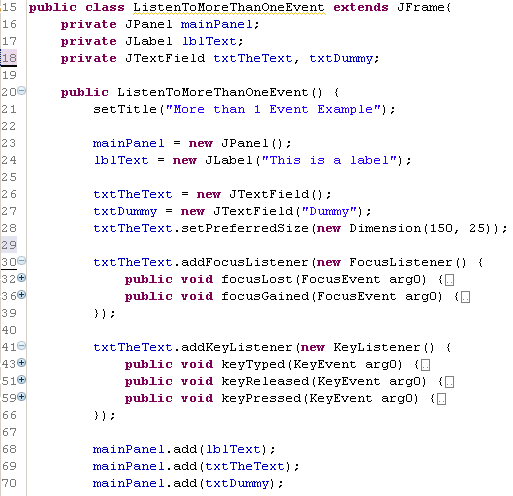 15 public class ListenToMoreThanOneEvent extends JFrame{
16 private JPanel mainPanel;
17 private JLabel lblText;
18 private JTextField txtTheText, txtDummy;
19
20 public ListenToMoreThanOneEvent() {
21 setTitle("More than 1 Event Example");
22
23 mainPanel = new JPanel();
24 lblText = new JLabel("This is a label");
25
26 txtTheText = new JTextField();
27 txtDummy = new JTextField("Dummy");
28 txtTheText.setPreferredSize(new Dimension(150, 25));
29
30 txtTheText.addFocusListener(new FocusListener() {
32 public void focusLost(FocusEvent arg0) {
36 public void focusGained(FocusEvent arg0) {
39 });
40
41 txtTheText.addKeyListener(new KeyListener() {
43 public void keyTyped(KeyEvent arg0) {
51 public void keyReleased(KeyEvent arg0) {
59 public void keyPressed(KeyEvent arg0) {
66 });
67
68 mainPanel.add(lblText);
69 mainPanel.add(txtTheText);
70 mainPanel.add(txtDummy);